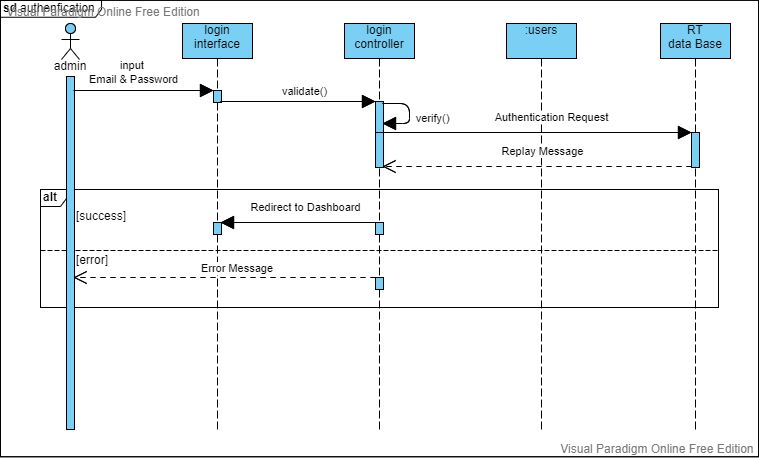 sd authenfication
Visual Paradigm Online Free Edition
admin
login
interface
login
controller
:users
RT
data Base
input
Email & Password
validate()
verify()
Authentication Request
Replay Message
alt
[success]
Redirect to Dashboard
[error]
Error Message
Visual Paradigm Online Free Edition